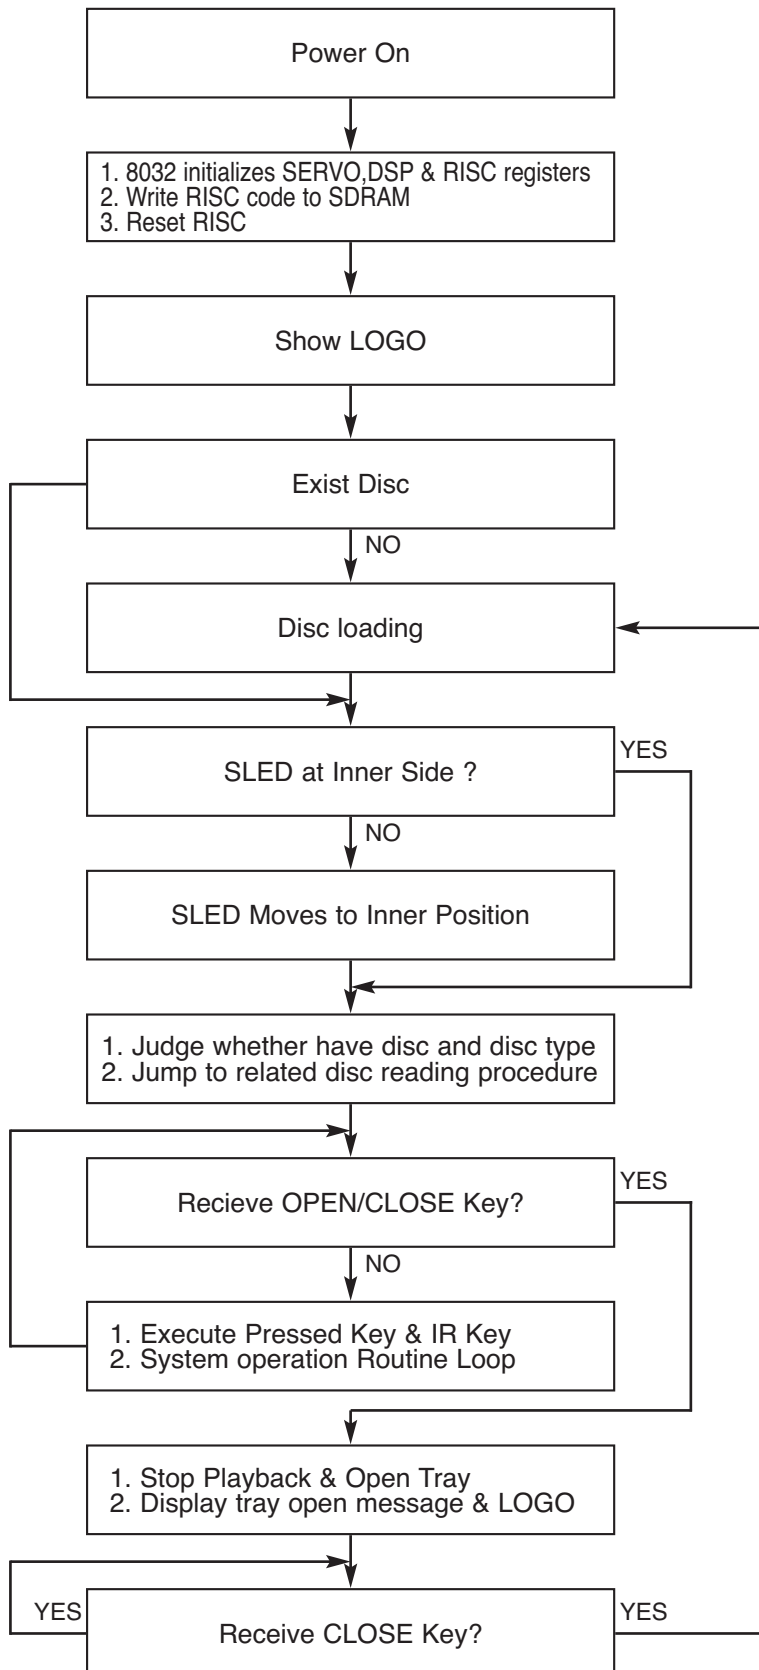 Power On
1. 8032 initializes SERVO,DSP & RISC registers
2. Write RISC code to SDRAM
3. Reset RISC
Show LOGO
Exist Disc
NO
Disc loading
SLED at Inner Side ?
YES
NO
SLED Moves to Inner Position
1. Judge whether have disc and disc type
2. Jump to related disc reading procedure
Recieve OPEN/CLOSE Key?
YES
NO
1. Execute Pressed Key & IR Key
2. System operation Routine Loop
1. Stop Playback & Open Tray
2. Display tray open message & LOGO
YES
Receive CLOSE Key?
YES